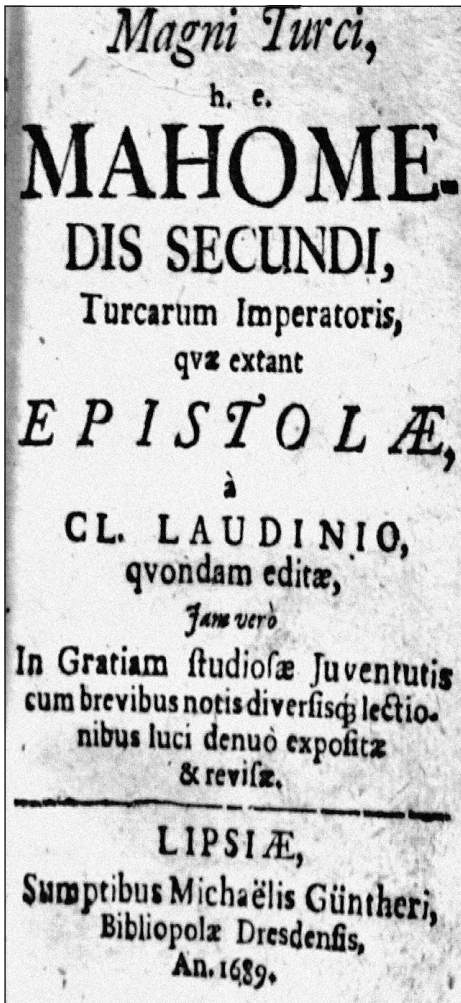 Magni Turci,
h. e.
MAHOME-
DIS SECUNDI,
Turcarum Imperatoris,
qvæ extant
EPISTOLÆ,
à
CL. LAUDINIO,
qvondam editæ,
Jam verò
In Gratiam ſtudioſæ Juventutis
cum brevibus notis diverſisq́; lectio-
nibus luci denuò expoſitæ
& reviſæ.
LIPSIÆ,
Sumptibus Michaëlis Güntheri,
Bibliopolæ Dresdenſis,
An. 1689.